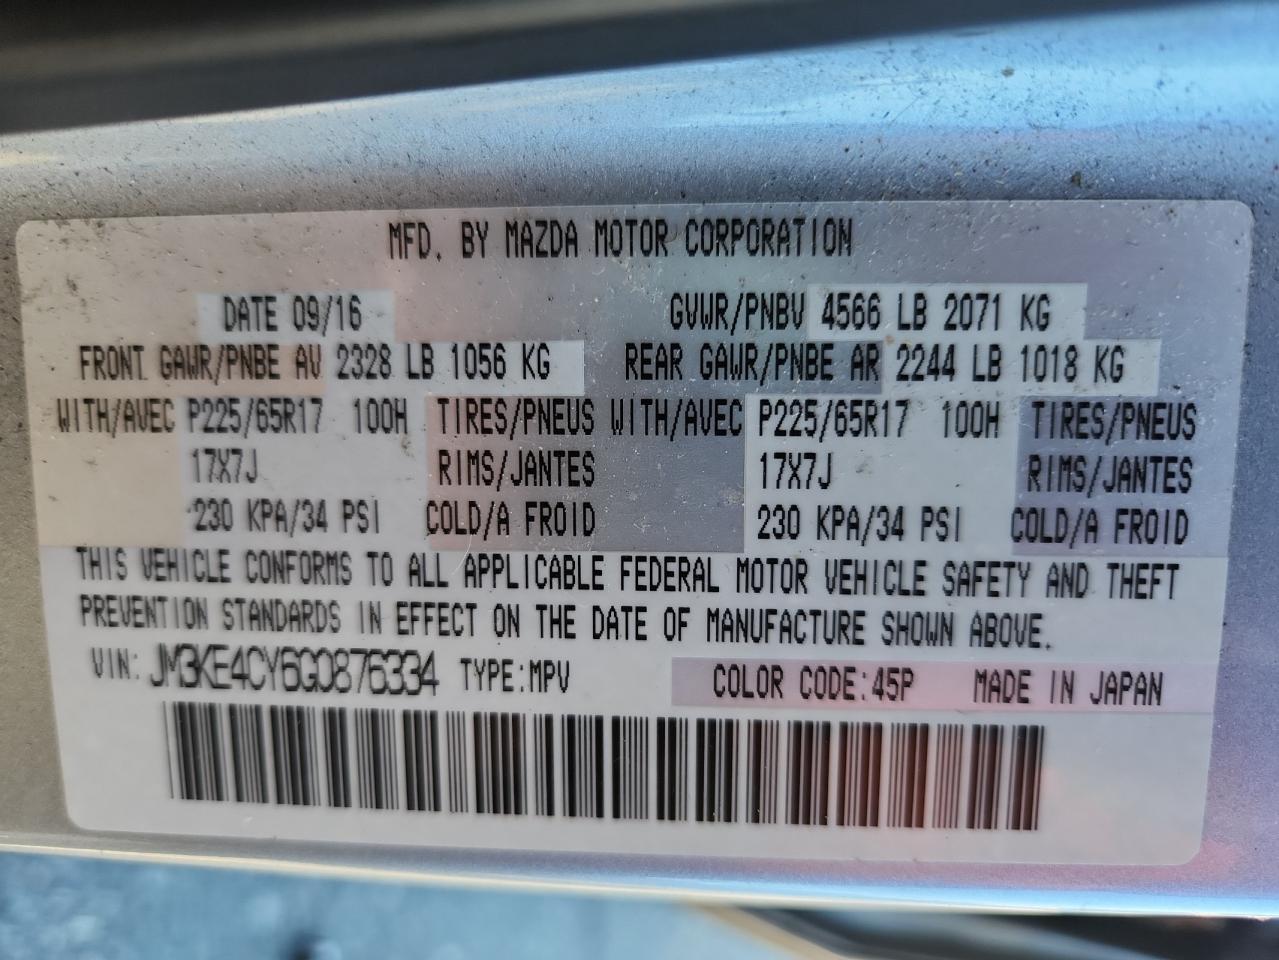 MFD. BY MAZDA MOTOR CORPORATION
DATE 09/16 GVWR/PNBV 4566 LB 2071 KG
FRONT GAWR/PNBE AV 2328 LB 1056 KG REAR GAWR/PNBE AR 2244 LB 1018 KG
WITH/AVEC P225/65R17 100H TIRES/PNEUS WITH/AVEC P225/65R17 100H TIRES/PNEUS
17X7J RIMS/JANTES 17X7J RIMS/JANTES
230 KPA/34 PSI COLD/A FROID 230 KPA/34 PSI COLD/A FROID
THIS VEHICLE CONFORMS TO ALL APPLICABLE FEDERAL MOTOR VEHICLE SAFETY AND THEFT
PREVENTION STANDARDS IN EFFECT ON THE DATE OF MANUFACTURE SHOWN ABOVE.
VIN: JM3KE4CY6G0876334 TYPE:MPV COLOR CODE:45P MADE IN JAPAN